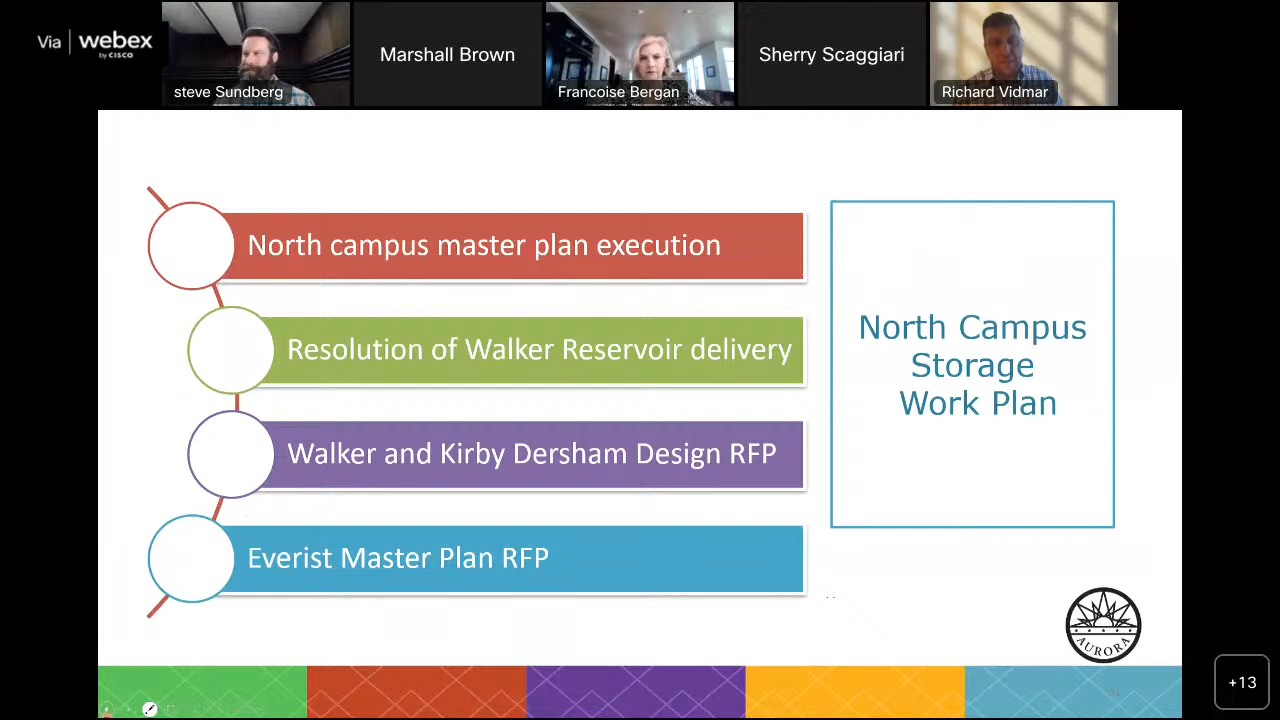 Via webex
by CISCO
steve Sundberg
Marshall Brown
Francoise Bergan
Sherry Scaggiari
Richard Vidmar
North campus master plan execution
Resolution of Walker Reservoir delivery
Walker and Kirby Dersham Design RFP
Everist Master Plan RFP
North Campus
Storage
Work Plan
AURORA
+13